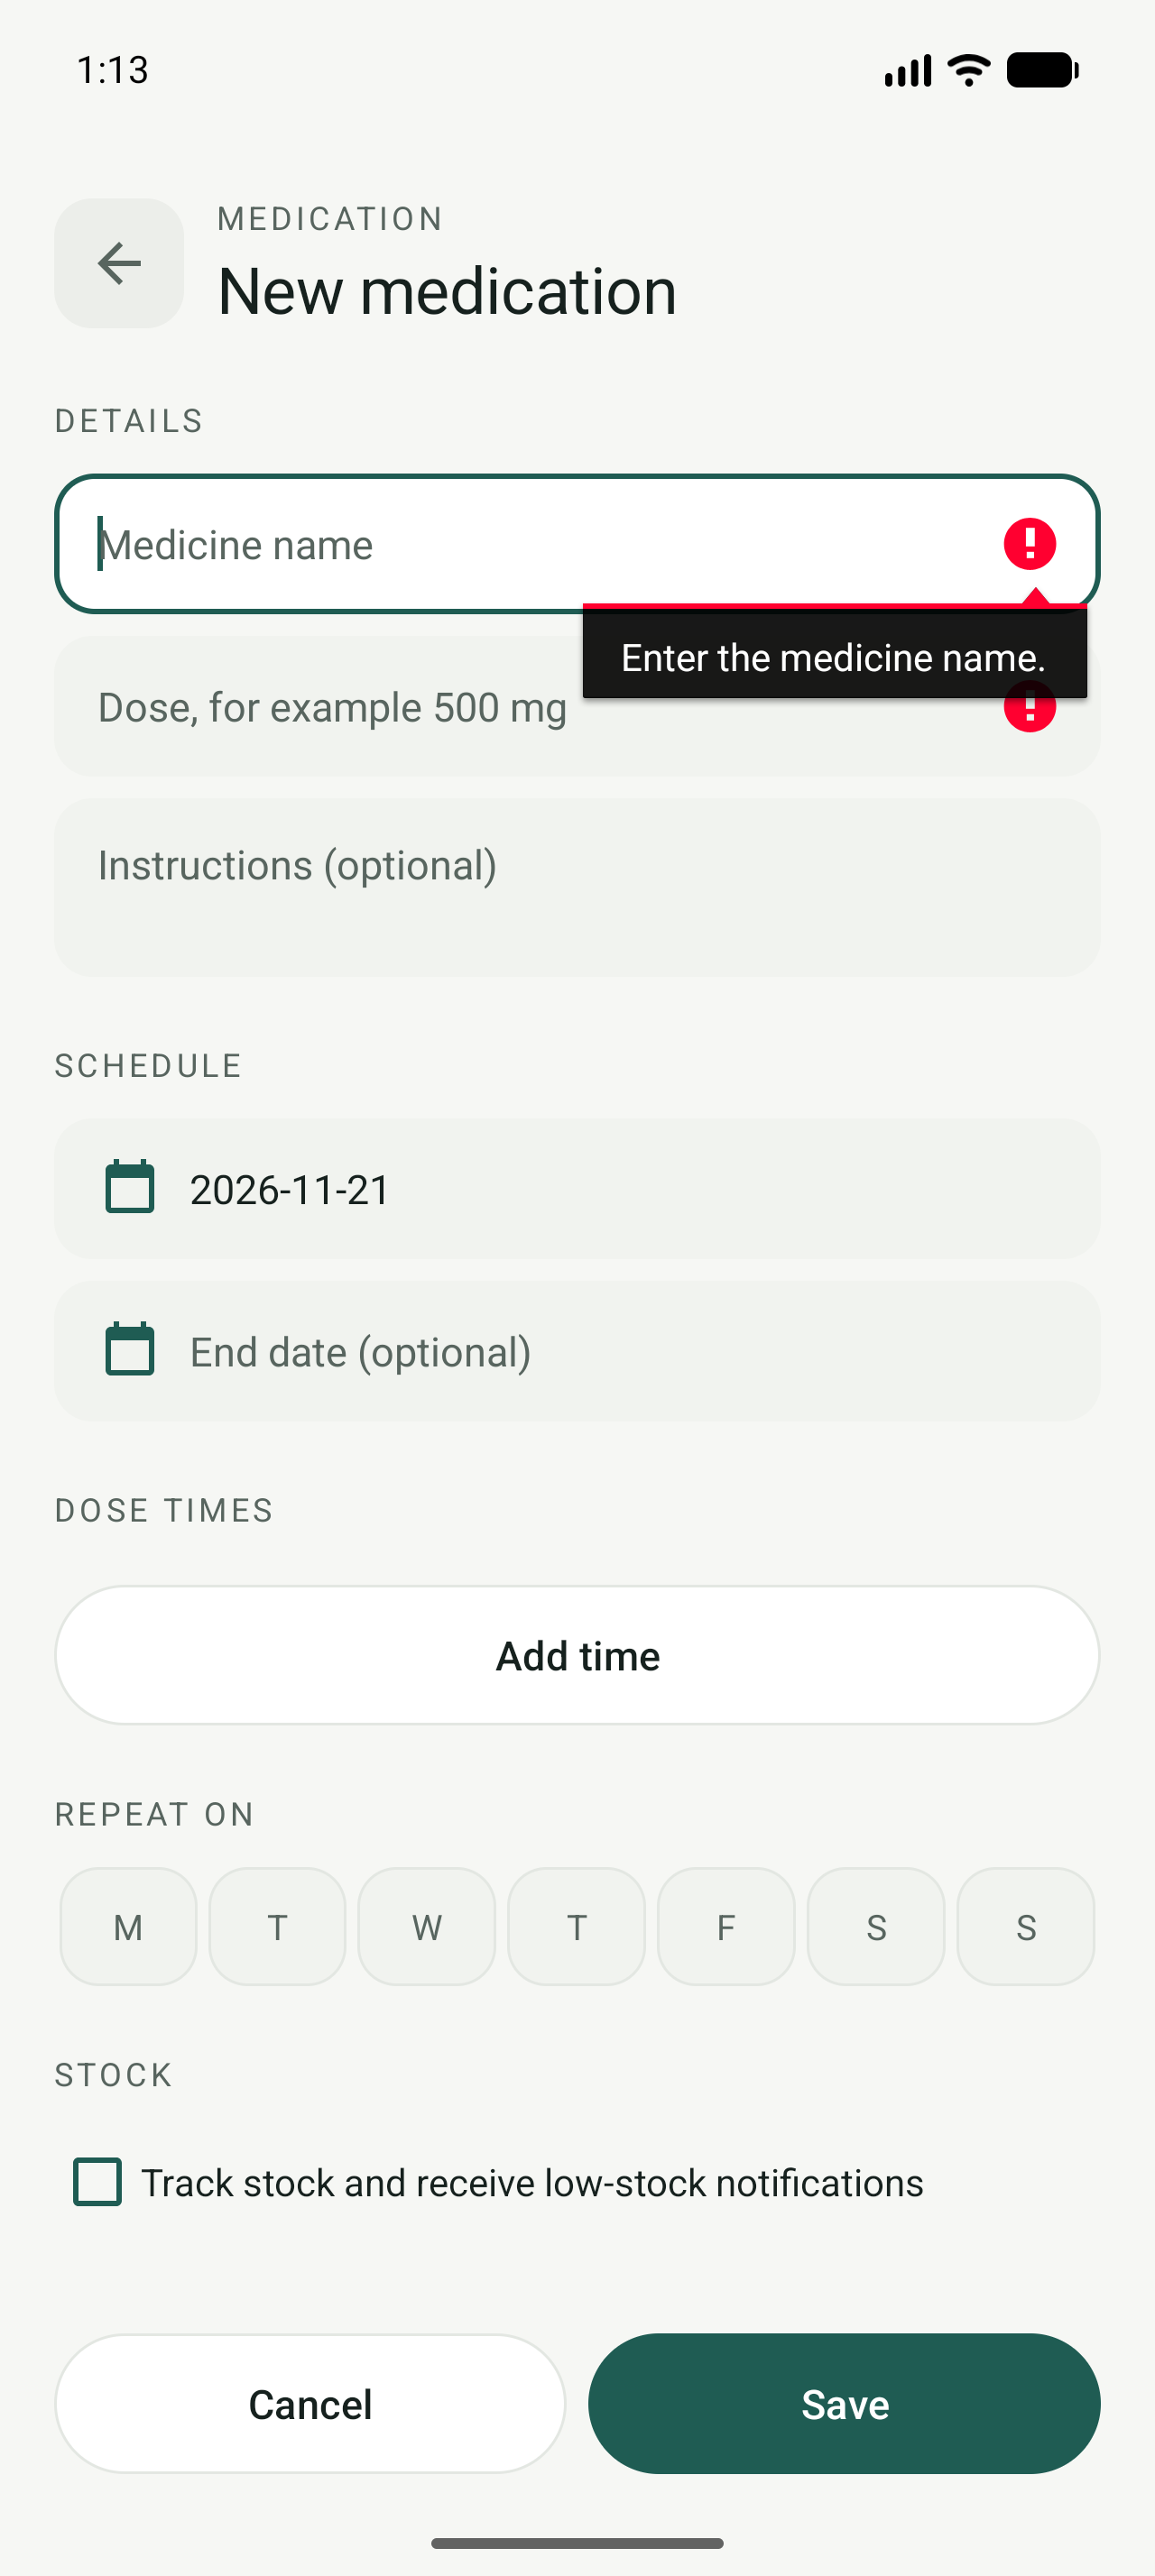 1:13
MEDICATION
New medication
DETAILS
Medicine name
Enter the medicine name.
Dose, for example 500 mg
Instructions (optional)
SCHEDULE
2026-11-21
End date (optional)
DOSE TIMES
Add time
REPEAT ON
M T W T F S S
STOCK
Track stock and receive low-stock notifications
Cancel Save